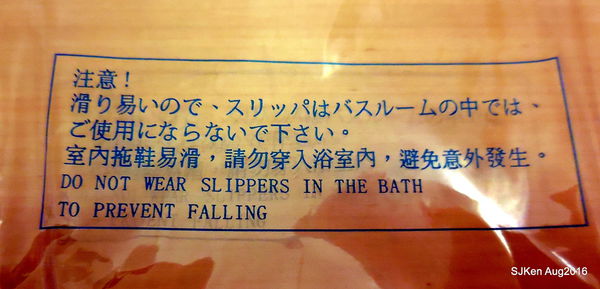 注意!
滑り易いので、スリッパはバスルームの中では、
ご使用にならないで下さい。
室內拖鞋易滑,請勿穿入浴室內,避免意外發生。
DO NOT WEAR SLIPPERS IN THE BATH
TO PREVENT FALLING
SJKen Aug2016